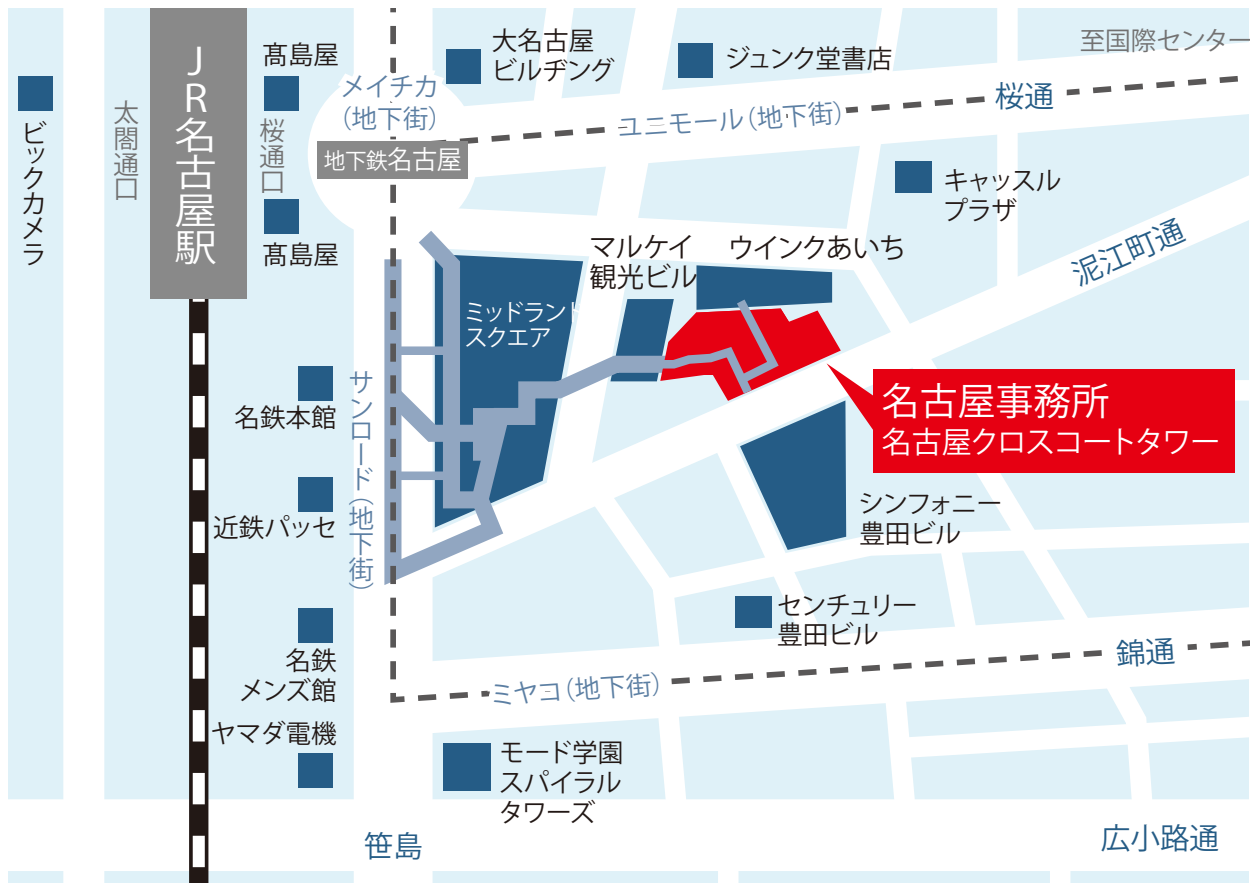 JR名古屋駅
太閤通口
ビックカメラ
髙島屋
桜通口
髙島屋
メイチカ
(地下街)
地下鉄名古屋
大名古屋
ビルヂング
ジュンク堂書店
至国際センター
ユニモール(地下街)
桜通
キャッスル
プラザ
泥江町通
マルケイ
観光ビル
ウインクあいち
ミッドランド
スクエア
名古屋事務所
名古屋クロスコートタワー
名鉄本館
サンロード(地下街)
近鉄パッセ
シンフォニー
豊田ビル
センチュリー
豊田ビル
名鉄
メンズ館
ミヤコ(地下街)
錦通
ヤマダ電機
モード学園
スパイラル
タワーズ
笹島
広小路通